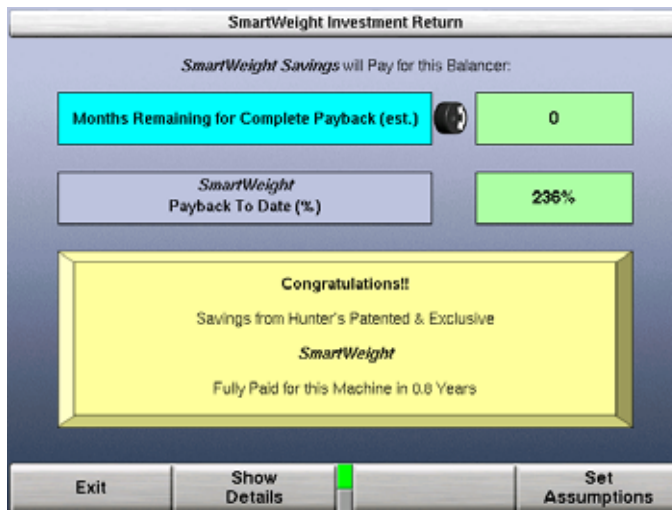 SmartWeight Investment Return
SmartWeight Savings will Pay for this Balancer:
Months Remaining for Complete Payback (est.)
0
SmartWeight
Payback To Date (%)
236%
Congratulations!!
Savings from Hunter's Patented & Exclusive
SmartWeight
Fully Paid for this Machine in 0.8 Years
Exit
Show
Details
Set
Assumptions